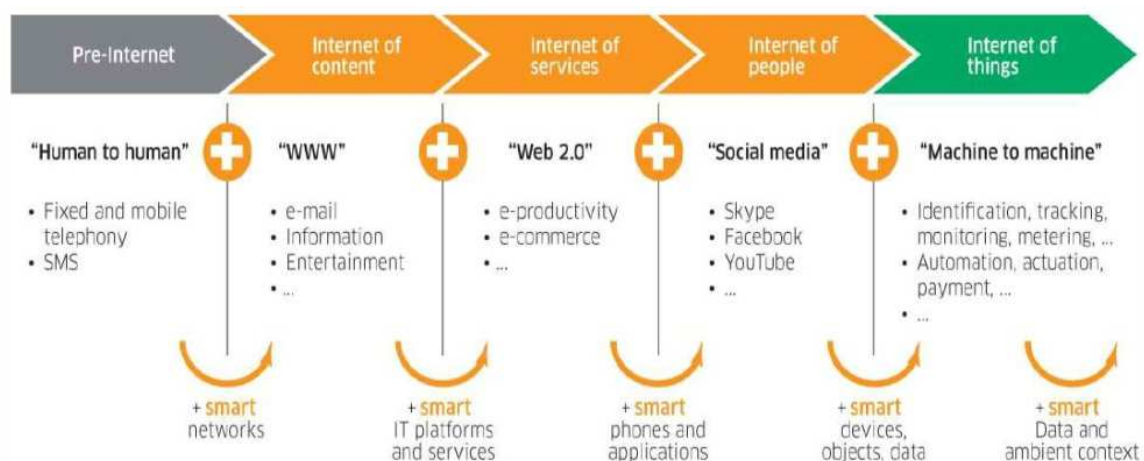 Pre-Internet
Internet of
content
Internet of
services
Internet of
people
Internet of
things
"Human to human"
• Fixed and mobile
telephony
• SMS
"WWW"
• e-mail
• Information
• Entertainment
• ...
"Web 2.0"
• e-productivity
• e-commerce
• ...
"Social media"
• Skype
• Facebook
• YouTube
• ...
"Machine to machine"
• Identification, tracking,
monitoring, metering, ...
• Automation, actuation,
payment, ...
• ...
+ smart
networks
+ smart
IT platforms
and services
+ smart
phones and
applications
+ smart
devices,
objects, data
+ smart
Data and
ambient context